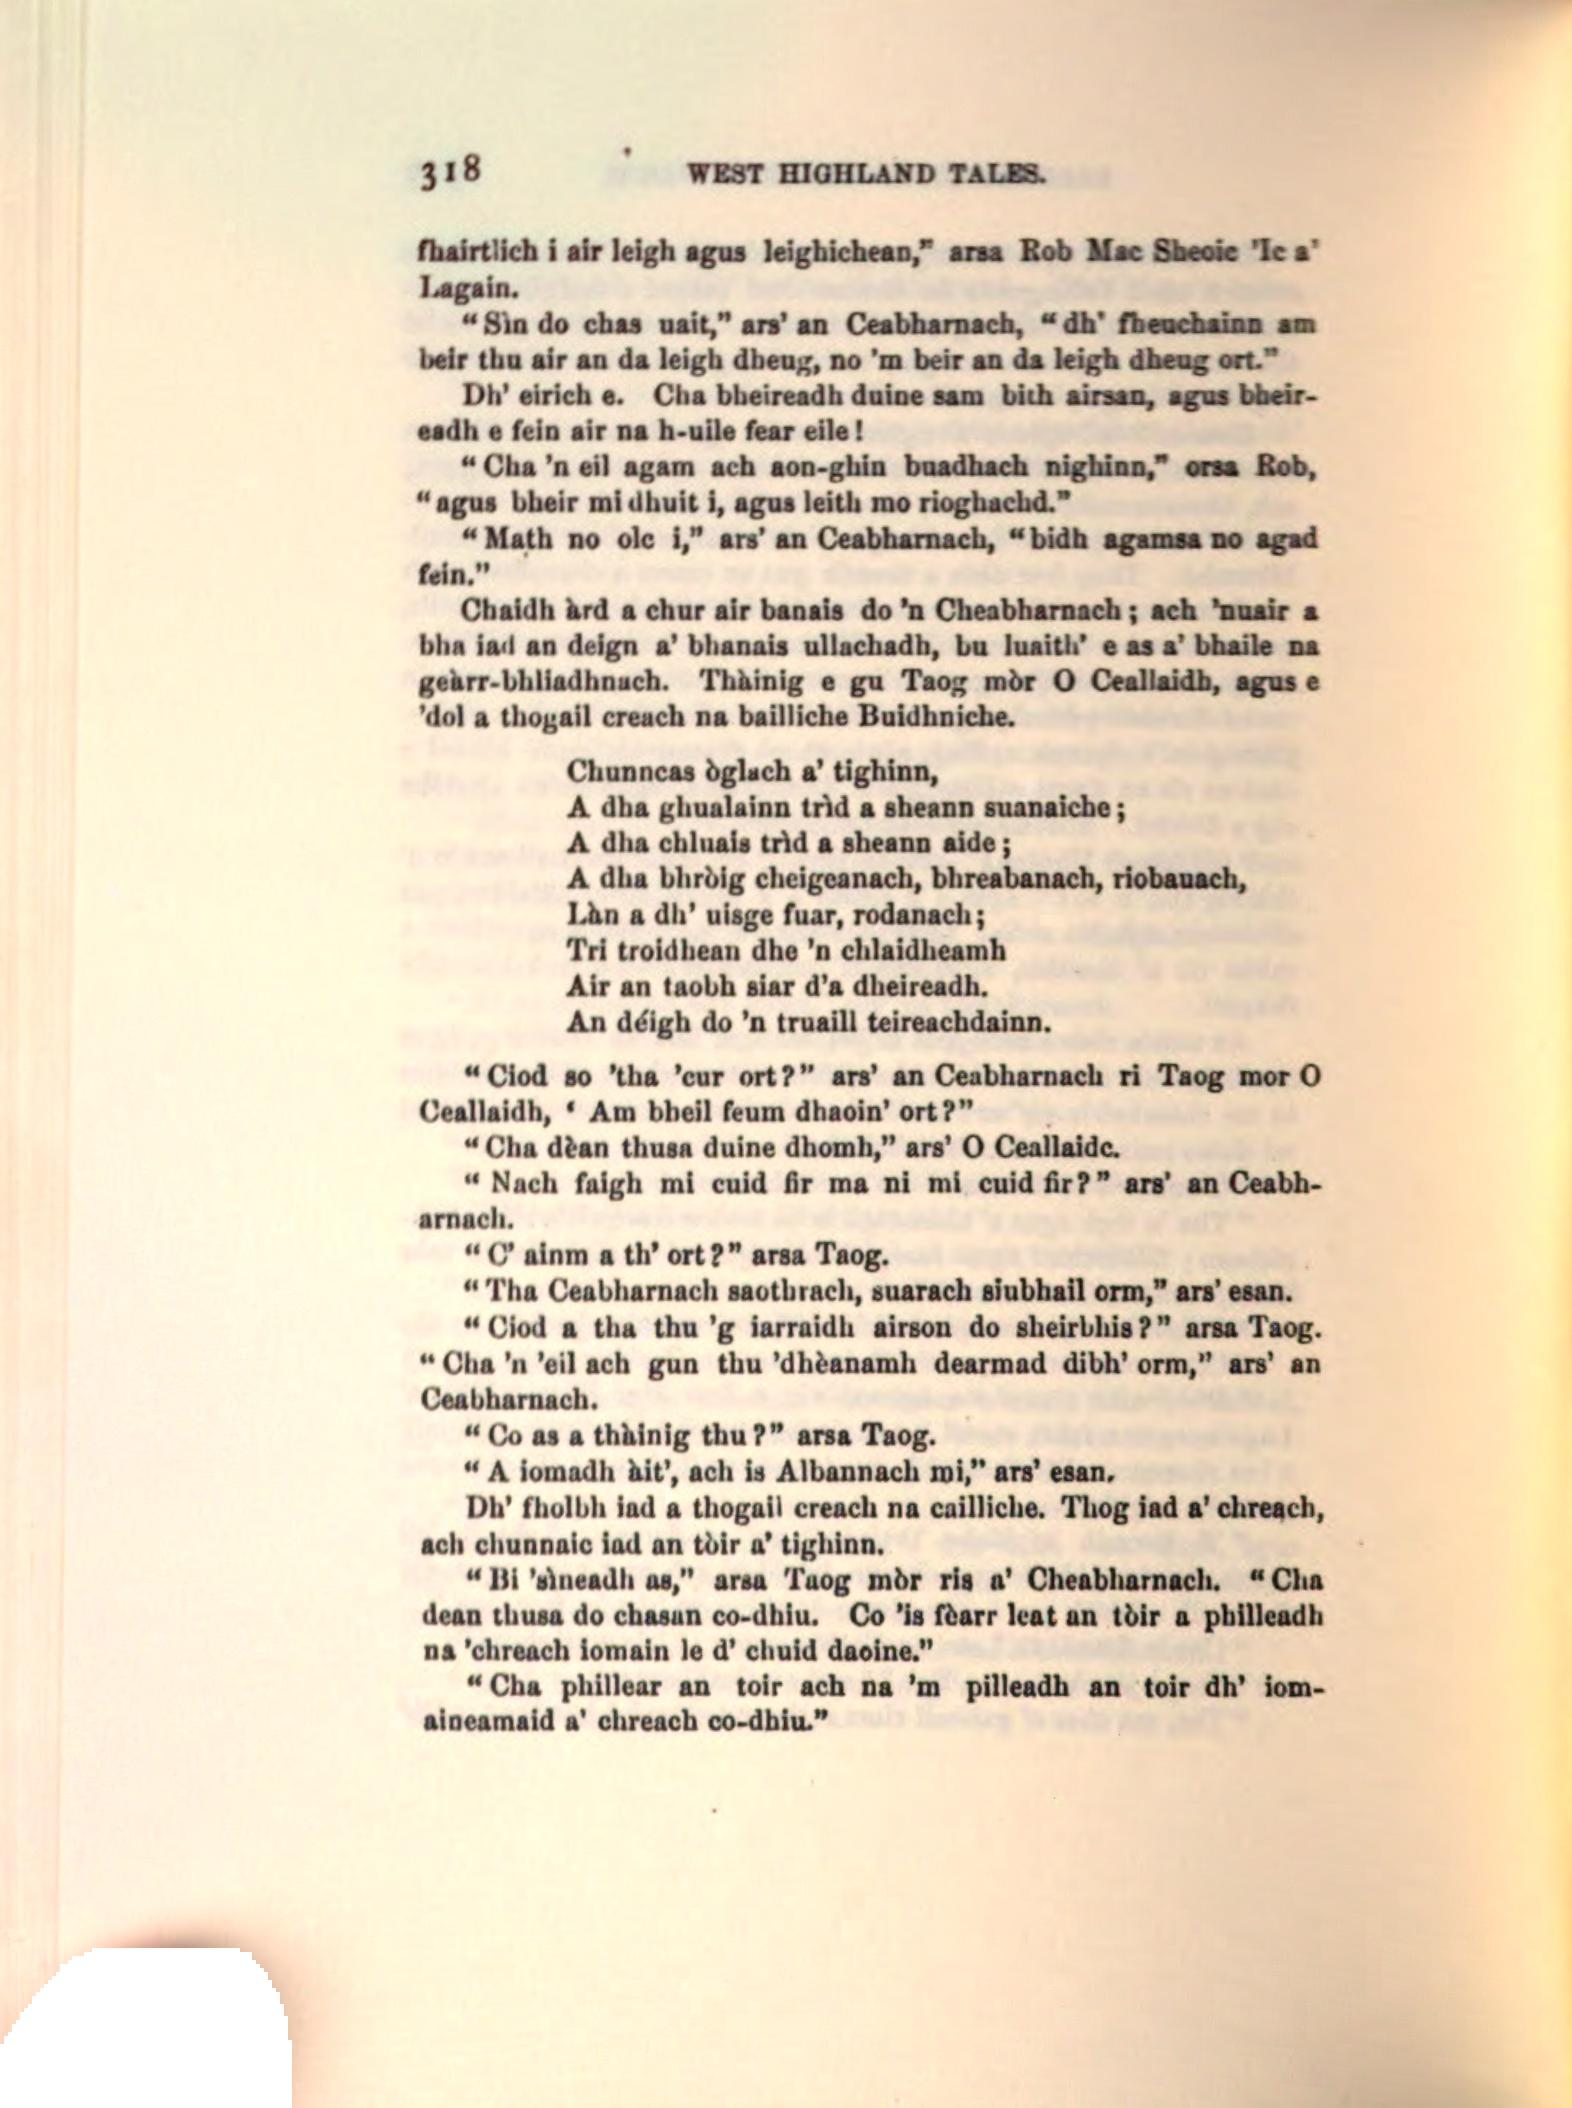 318 WEST HIGHLAND TALES.
fhairtlich i air leigh agus leighichean,” arsa Rob Mac Sheoic 'Ic a'
Lagain.
“Sìn do chas uait,” ars' an Ceabharnach, “dh' fheuchainn am
beir thu air an da leigh dheug, no 'm beir an da leigh dheug ort.”
Dh' eirich e. Cha bheireadh duine sam bith airsan, agus bheir-
eadh e fein air na h-uile fear eile!
“Cha 'n eil agam ach aon-ghin buadhach nighinn,” orsa Rob,
“agus bheir mi dhuit i, agus leith mo rioghachd.”
“Math no olc i,” ars' an Ceabharnach, “bidh agamsa no agad
fein.”
Chaidh àrd a chur air banais do 'n Cheabharnach; ach 'nuair a
bha iad an deign a' bhanais ullachadh, bu luaith' e as a' bhaile na
geàrr-bhliadhnach. Thàinig e gu Taog mòr O Ceallaidh, agus e
'dol a thogail creach na bailliche Buidhniche.
Chunncas òglach a' tighinn,
A dha ghualainn trìd a sheann suanaiche;
A dha chluais trìd a sheann aide;
A dha bhròig cheigeanach, bhreabanach, riobanach,
Làn a dh' uisge fuar, rodanach;
Tri troidhean dhe 'n chlaidheamh
Air an taobh siar d'a dheireadh.
An déigh do 'n truaill teireachdainn.
“Ciod so 'tha 'cur ort?” ars' an Ceabharnach ri Taog mor O
Ceallaidh, ‘ Am bheil feum dhaoin' ort?”
“Cha dèan thusa duine dhomh,” ars' O Ceallaidc.
“Nach faigh mi cuid fir ma ni mi cuid fir?” ars' an Ceabh-
arnach.
“C' ainm a th' ort?” arsa Taog.
“Tha Ceabharnach saothrach, suarach siubhail orm,” ars' esan.
“Ciod a tha thu 'g iarraidh airson do sheirbhis?” arsa Taog.
“Cha 'n 'eil ach gun thu 'dhèanamh dearmad dibh' orm,” ars' an
Ceabharnach.
“Co as a thàinig thu?” arsa Taog.
“A iomadh àit', ach is Albannach mi,” ars' esan.
Dh' fholbh iad a thogail creach na cailliche. Thog iad a' chreach,
ach chunnaic iad an tòir a' tighinn.
“Bi 'sìneadh as,” arsa Taog mòr ris a' Cheabharnach. “Cha
dean thusa do chasan co-dhiu. Co 'is fèarr leat an tòir a philleadh
na 'chreach iomain le d' chuid daoine.”
“Cha phillear an toir ach na 'm pilleadh an toir dh' iom-
aineamaid a' chreach co-dhiu.”